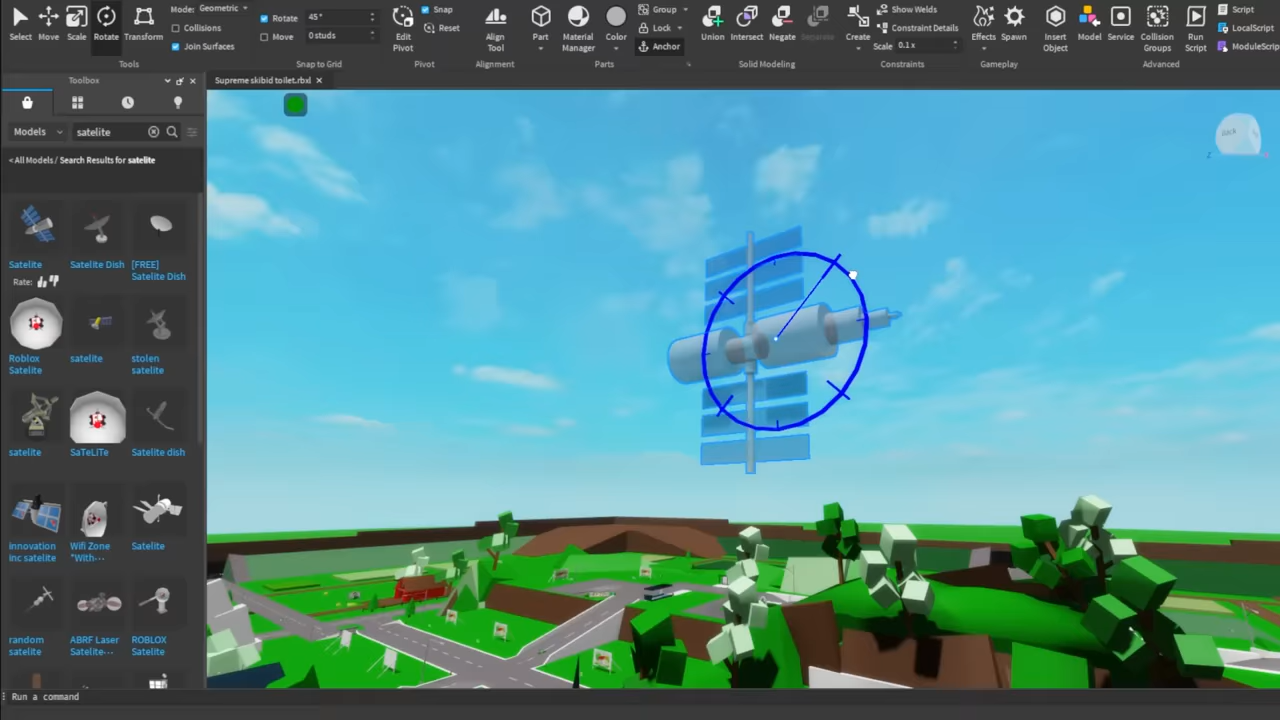 Select
Move
Scale
Rotate
Transform
Mode: Geometric
Collisions
Join Surfaces
Tools
Rotate 45°
Move 0 studs
Snap to Grid
Edit
Pivot
Snap
Reset
Pivot
Align
Tool
Alignment
Part
Material
Manager
Color
Group
Lock
Anchor
Parts
Union
Intersect
Negate
Separate
Solid Modeling
Create
Show Welds
Constraint Details
Scale 0.1 x
Constraints
Effects
Spawn
Gameplay
Insert
Object
Model
Service
Collision
Groups
Run
Script
Script
LocalScript
ModuleScrip
Advanced
Toolbox
Supreme skibid toilet.rbxl
Models
satelite
< All Models / Search Results for satelite
Satelite
Rate:
Satelite Dish
[FREE]
Satelite Dish
Roblox
Satelite
satelite
stolen
satelite
satelite
SaTeLiTe
Satelite dish
innovation
inc satelite
Wifi Zone
"With···
Satelite
random
satelite
ABRF Laser
Satelite···
ROBLOX
Satelite
Back
Z
Run a command